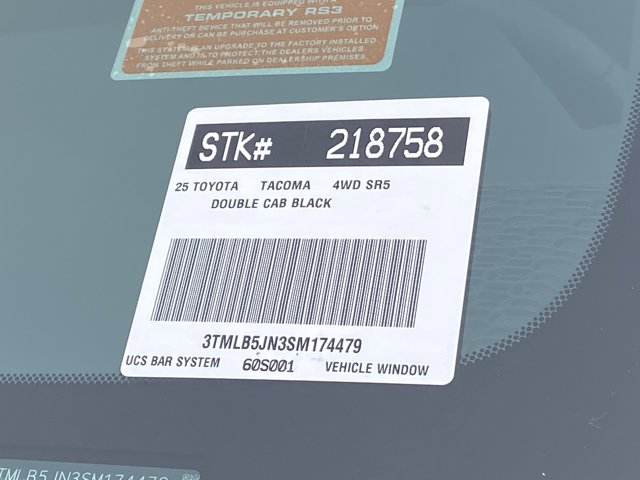 THIS VEHICLE IS EQUIPPED WITH A
TEMPORARY RS3
ANTI-THEFT DEVICE THAT WILL BE REMOVED PRIOR TO
DELIVERY OR CAN BE PURCHASE AT CUSTOMER'S OPTION
THIS SYSTEM IS AN UPGRADE TO THE FACTORY INSTALLED
SYSTEM AND IS TO PROTECT THE DEALERS VEHICLES
FROM THEFT WHILE PARKED ON DEALERSHIP PREMISES.
STK# 218758
25 TOYOTA TACOMA 4WD SR5
DOUBLE CAB BLACK
3TMLB5JN3SM174479
UCS BAR SYSTEM 60S001 VEHICLE WINDOW
TMLB5JN3SM174479